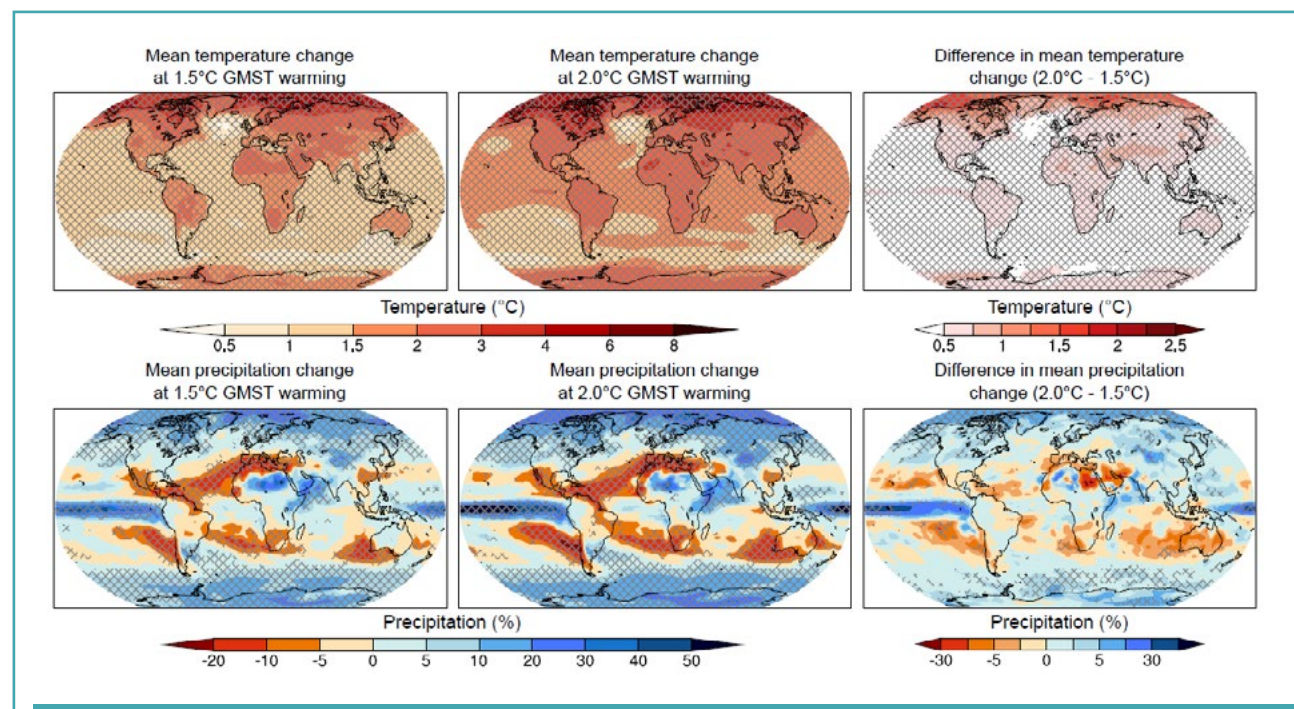 Mean temperature change
at 1.5°C GMST warming
Mean temperature change
at 2.0°C GMST warming
Difference in mean temperature
change (2.0°C - 1.5°C)
Temperature (°C)
0.5 1 1.5 2 3 4 6 8
Temperature (°C)
0.5 1 1.5 2 2.5
Mean precipitation change
at 1.5°C GMST warming
Mean precipitation change
at 2.0°C GMST warming
Difference in mean precipitation
change (2.0°C - 1.5°C)
Precipitation (%)
-20 -10 -5 0 5 10 20 30 40 50
Precipitation (%)
-30 -5 0 5 30